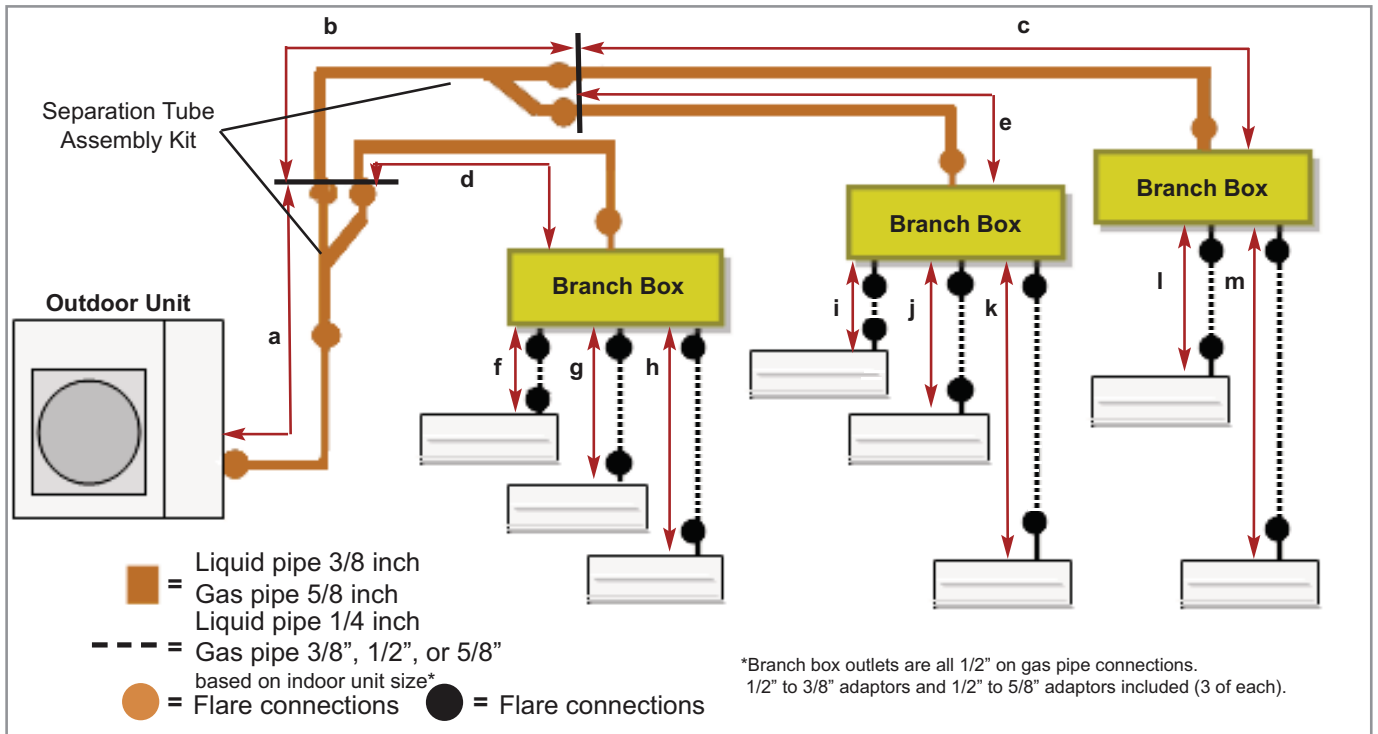 b
c
Separation Tube
Assembly Kit
e
d
Branch Box
Branch Box
Branch Box
Outdoor Unit
a
f
g
h
i
j
k
l
m
= Liquid pipe 3/8 inch
Gas pipe 5/8 inch
= Liquid pipe 1/4 inch
Gas pipe 3/8”, 1/2”, or 5/8”
based on indoor unit size*
= Flare connections
= Flare connections
*Branch box outlets are all 1/2” on gas pipe connections.
1/2” to 3/8” adaptors and 1/2” to 5/8” adaptors included (3 of each).